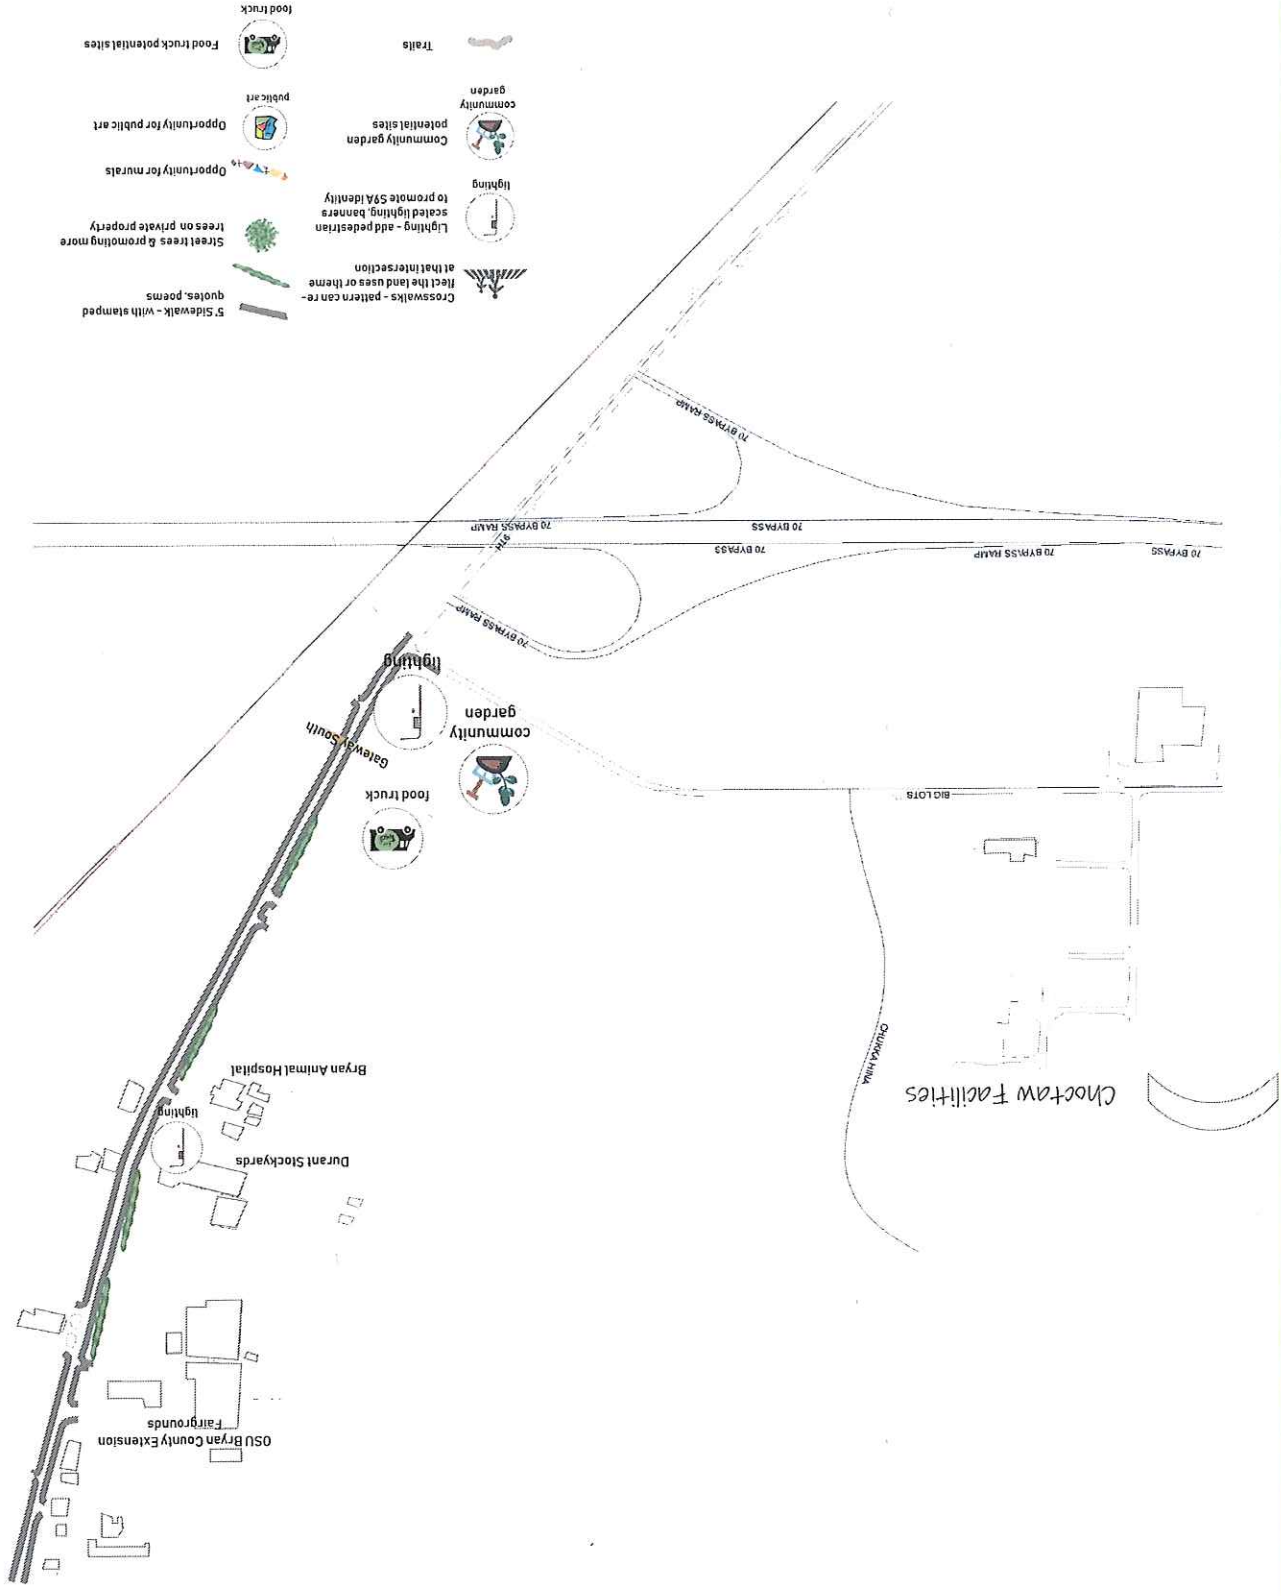 OSU Bryan County Extension
Fairgrounds
Durant Stockyards
lighting
Choctaw Facilities
Bryan Animal Hospital
CHUKKA HINA
BIG LOTS
food truck
Gateway South
community
garden
lighting
70 BYPASS RAMP
70 BYPASS
70 BYPASS RAMP
70 BYPASS
9TH
70 BYPASS
70 BYPASS RAMP
70 BYPASS RAMP
Crosswalks - pattern can re-
flect the land uses or theme
at that intersection
Lighting - add pedestrian
scaled lighting, banners
to promote S9A identity
lighting
Community garden
potential sites
community
garden
Trails
5' Sidewalk - with stamped
quotes, poems
Street trees & promoting more
trees on private property
Opportunity for murals
Opportunity for public art
public art
Food truck potential sites
food truck